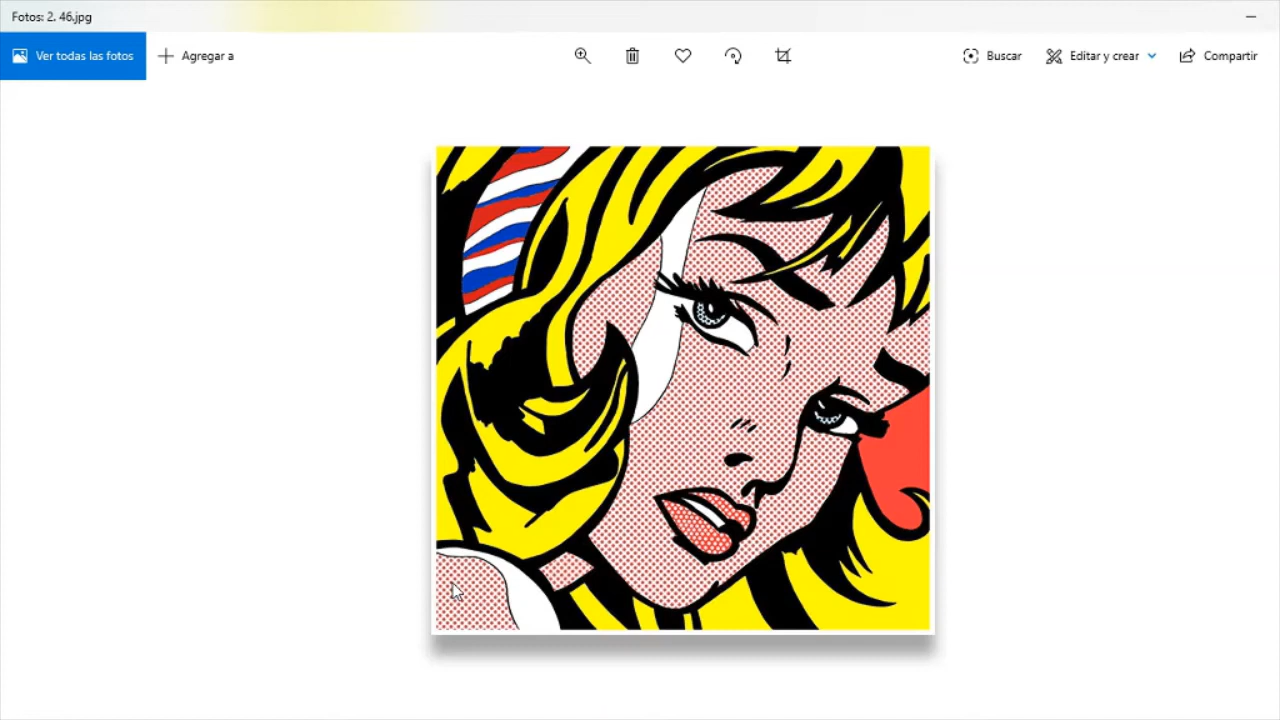 Fotos: 2. 46.jpg
Ver todas las fotos
Agregar a
Buscar
Editar y crear
Compartir